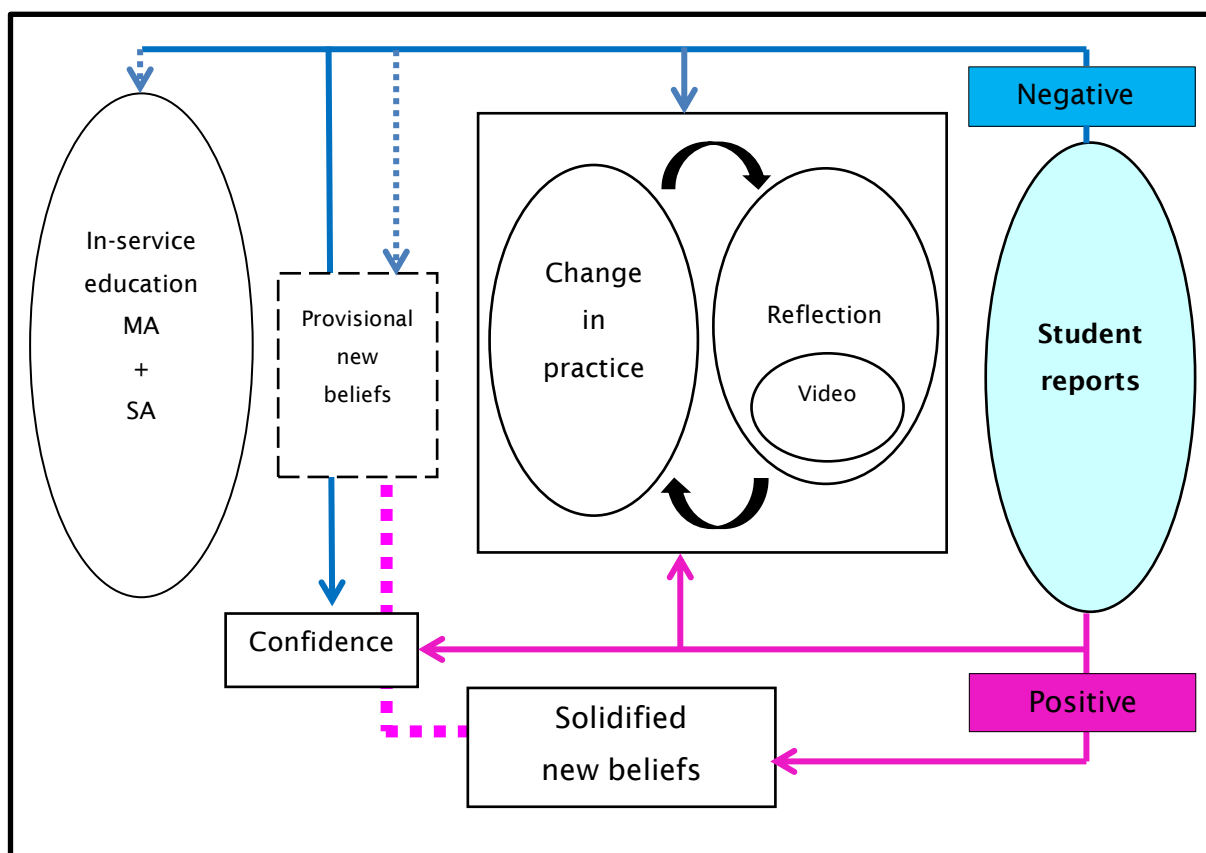 Negative
In-service
education
MA
+
SA
Provisional
new
beliefs
Change
in
practice
Reflection
Video
Student
reports
Confidence
Positive
Solidified
new beliefs